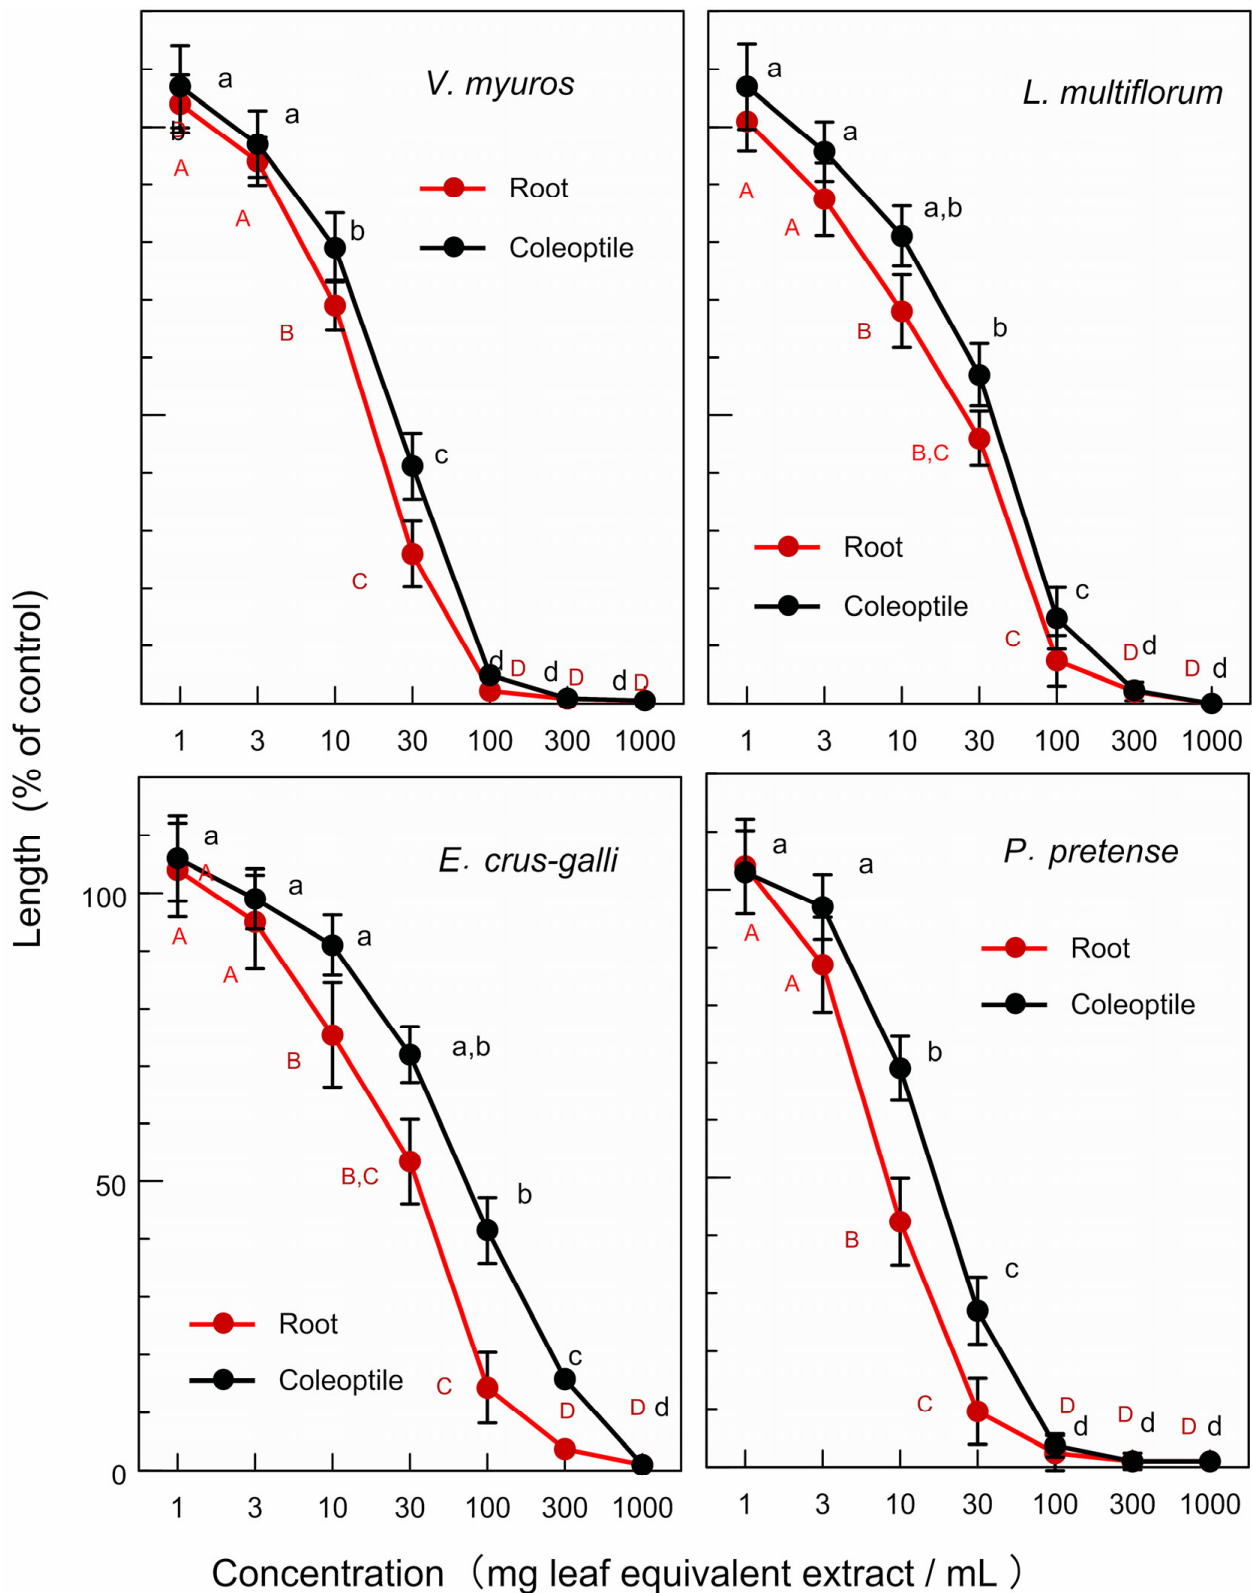 V. myuros
a
a
b
A
A
b
Root
Coleoptile
B
c
C
d
D
d
D
d
D
1 3 10 30 100 300 1000
L. multiflorum
a
a
A
A
a,b
B
b
B,C
Root
Coleoptile
c
C
D
d
D
d
1 3 10 30 100 300 1000
Length (% of control)
E. crus-galli
a
A
a
100
A
A
a
B
a,b
B,C
50
b
Root
Coleoptile
C
c
D
D
d
0
1 3 10 30 100 300 1000
P. pretense
a
a
A
A
Root
Coleoptile
b
B
c
C
D
d
D
d
D
d
1 3 10 30 100 300 1000
Concentration (mg leaf equivalent extract / mL )